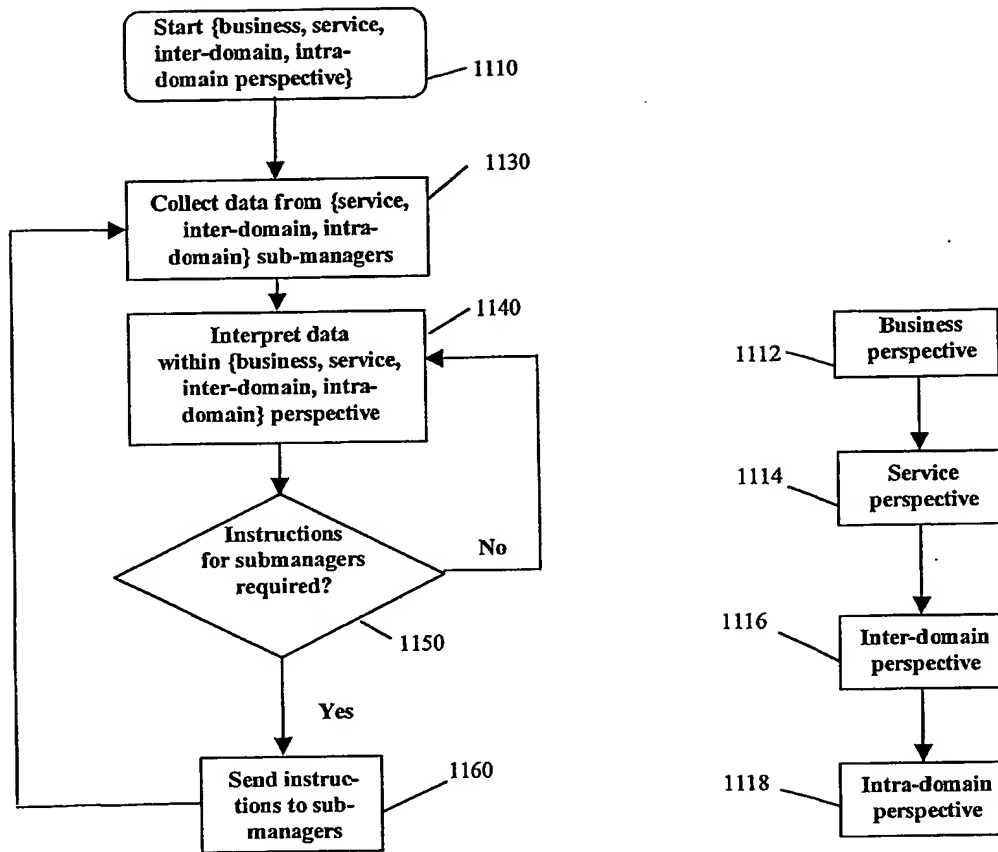 Start {business, service,
inter-domain, intra-
domain perspective}
1110
1130
Collect data from {service,
inter-domain, intra-
domain} sub-managers
1140
Interpret data
within {business, service,
inter-domain, intra-
domain} perspective
Instructions
for submanagers
required?
No
1150
Yes
Send instruc-
tions to sub-
managers
1160
Business
perspective
1112
Service
perspective
1114
Inter-domain
perspective
1116
Intra-domain
perspective
1118